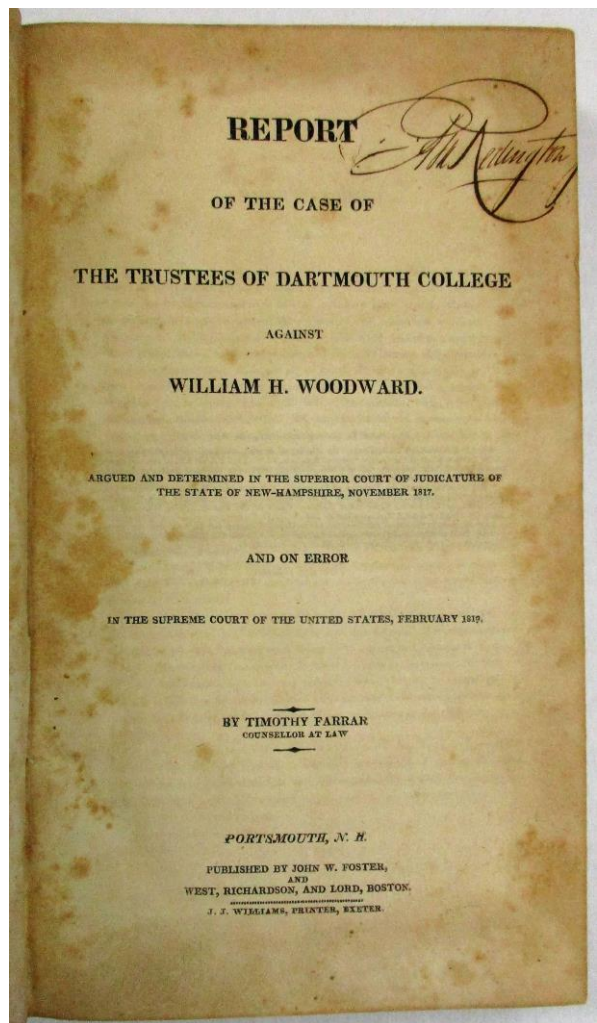 REPORT
Redington
OF THE CASE OF
THE TRUSTEES OF DARTMOUTH COLLEGE
AGAINST
WILLIAM H. WOODWARD.
ARGUED AND DETERMINED IN THE SUPERIOR COURT OF JUDICATURE OF
THE STATE OF NEW-HAMPSHIRE, NOVEMBER 1817.
AND ON ERROR
IN THE SUPREME COURT OF THE UNITED STATES, FEBRUARY 1819.
BY TIMOTHY FARRAR
COUNSELLOR AT LAW
PORTSMOUTH, N. H.
PUBLISHED BY JOHN W. FOSTER,
AND
WEST, RICHARDSON, AND LORD, BOSTON.
J. J. WILLIAMS, PRINTER, EXETER.